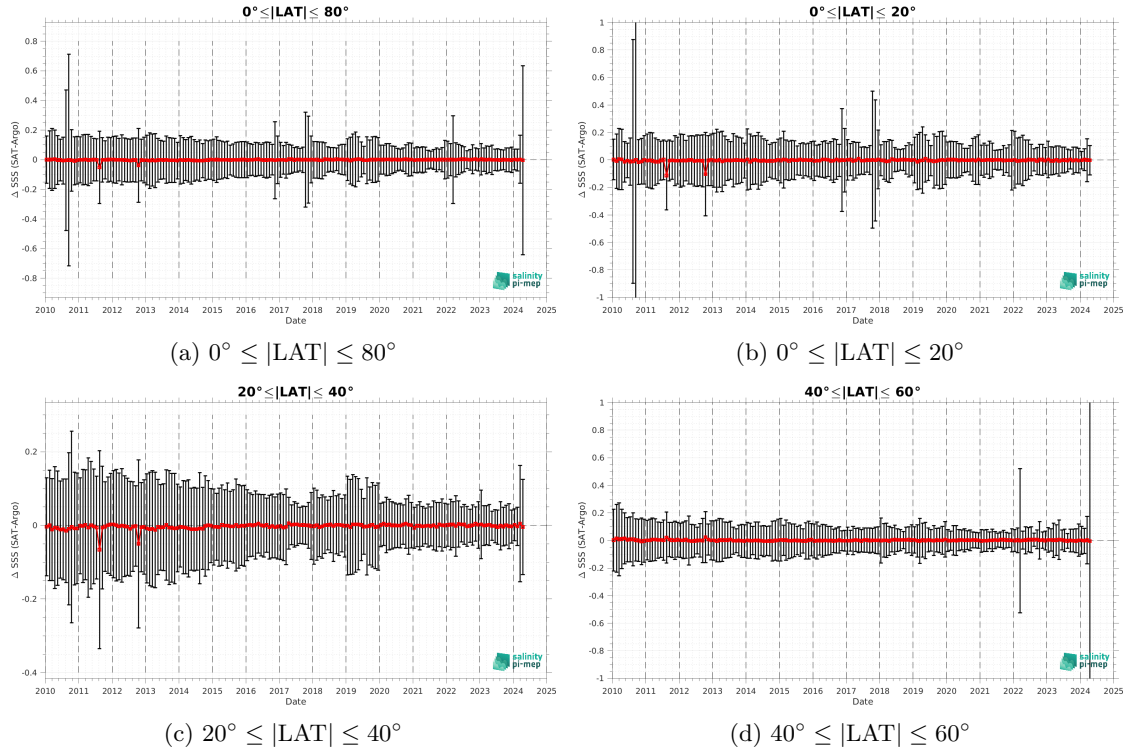 0°≤|LAT|≤ 80°
0.8
0.6
0.4
0.2
0
-0.2
-0.4
-0.6
-0.8
Δ SSS (SAT-Argo)
2010 2011 2012 2013 2014 2015 2016 2017 2018 2019 2020 2021 2022 2023 2024 2025
Date
salinity
pi-mep
(a) 0° ≤ |LAT| ≤ 80°
0°≤|LAT|≤ 20°
1
0.8
0.6
0.4
0.2
0
-0.2
-0.4
-0.6
-0.8
-1
Δ SSS (SAT-Argo)
2010 2011 2012 2013 2014 2015 2016 2017 2018 2019 2020 2021 2022 2023 2024 2025
Date
salinity
pi-mep
(b) 0° ≤ |LAT| ≤ 20°
20°≤|LAT|≤ 40°
0.2
0
-0.2
-0.4
Δ SSS (SAT-Argo)
2010 2011 2012 2013 2014 2015 2016 2017 2018 2019 2020 2021 2022 2023 2024 2025
Date
salinity
pi-mep
(c) 20° ≤ |LAT| ≤ 40°
40°≤|LAT|≤ 60°
1
0.8
0.6
0.4
0.2
0
-0.2
-0.4
-0.6
-0.8
-1
Δ SSS (SAT-Argo)
2010 2011 2012 2013 2014 2015 2016 2017 2018 2019 2020 2021 2022 2023 2024 2025
Date
salinity
pi-mep
(d) 40° ≤ |LAT| ≤ 60°